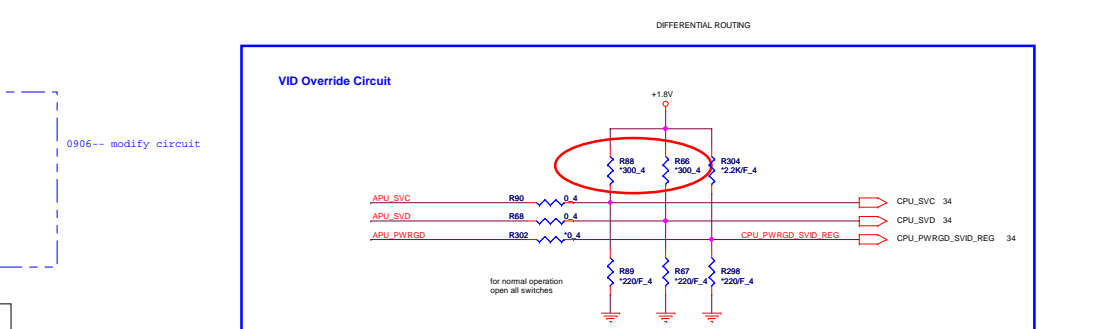 DIFFERENTIAL ROUTING
VID Override Circuit
+1.8V
0906-- modify circuit
R88
*300_4
R66
*300_4
R304
*2.2K/F_4
APU_SVC
R90
0_4
CPU_SVC 34
APU_SVD
R68
0_4
CPU_SVD 34
APU_PWRGD
R302
*0_4
CPU_PWRGD_SVID_REG
CPU_PWRGD_SVID_REG 34
R89
*220/F_4
R67
*220/F_4
R298
*220/F_4
for normal operation
open all switches